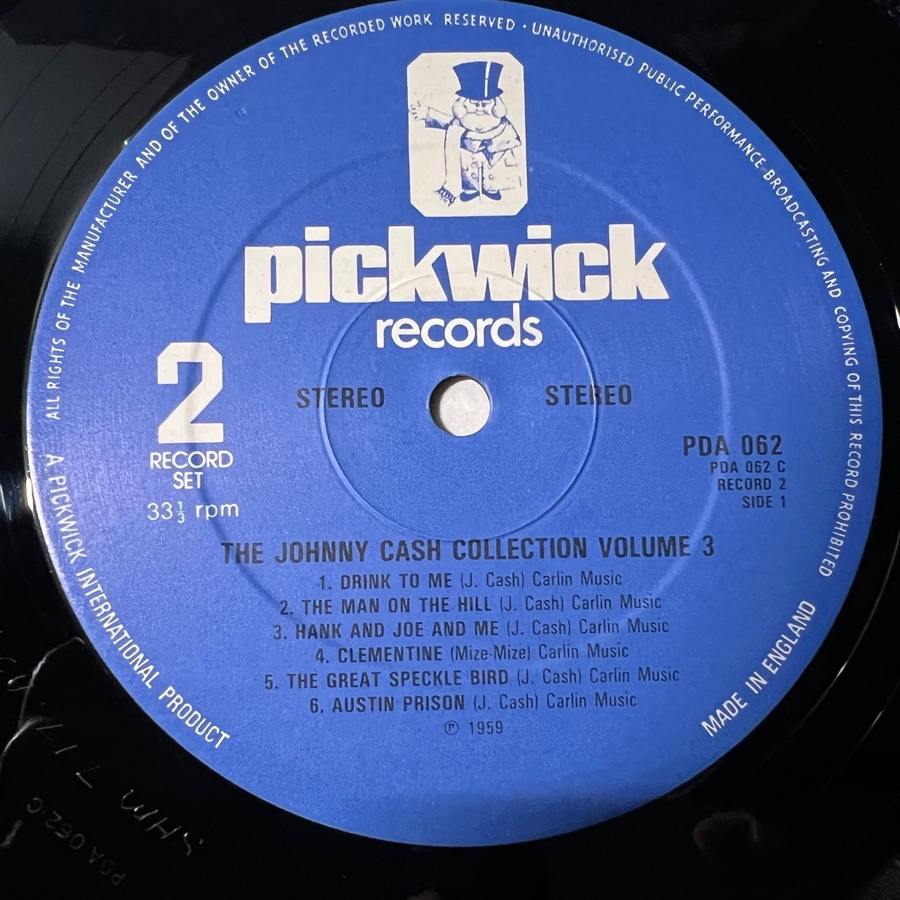 ALL RIGHTS OF THE MANUFACTURER AND OF THE OWNER OF THE RECORDED WORK RESERVED · UNAUTHORISED PUBLIC PERFORMANCE · BROADCASTING AND COPYING OF THIS RECORD PROHIBITED
pickwick
records
2
RECORD
SET
33⅓ rpm
STEREO STEREO
PDA 062
PDA 062 C
RECORD 2
SIDE 1
THE JOHNNY CASH COLLECTION VOLUME 3
1. DRINK TO ME (J. Cash) Carlin Music
2. THE MAN ON THE HILL (J. Cash) Carlin Music
3. HANK AND JOE AND ME (J. Cash) Carlin Music
4. CLEMENTINE (Mize-Mize) Carlin Music
5. THE GREAT SPECKLE BIRD (J. Cash) Carlin Music
6. AUSTIN PRISON (J. Cash) Carlin Music
℗ 1959
A PICKWICK INTERNATIONAL PRODUCT
MADE IN ENGLAND
PDA 062·C